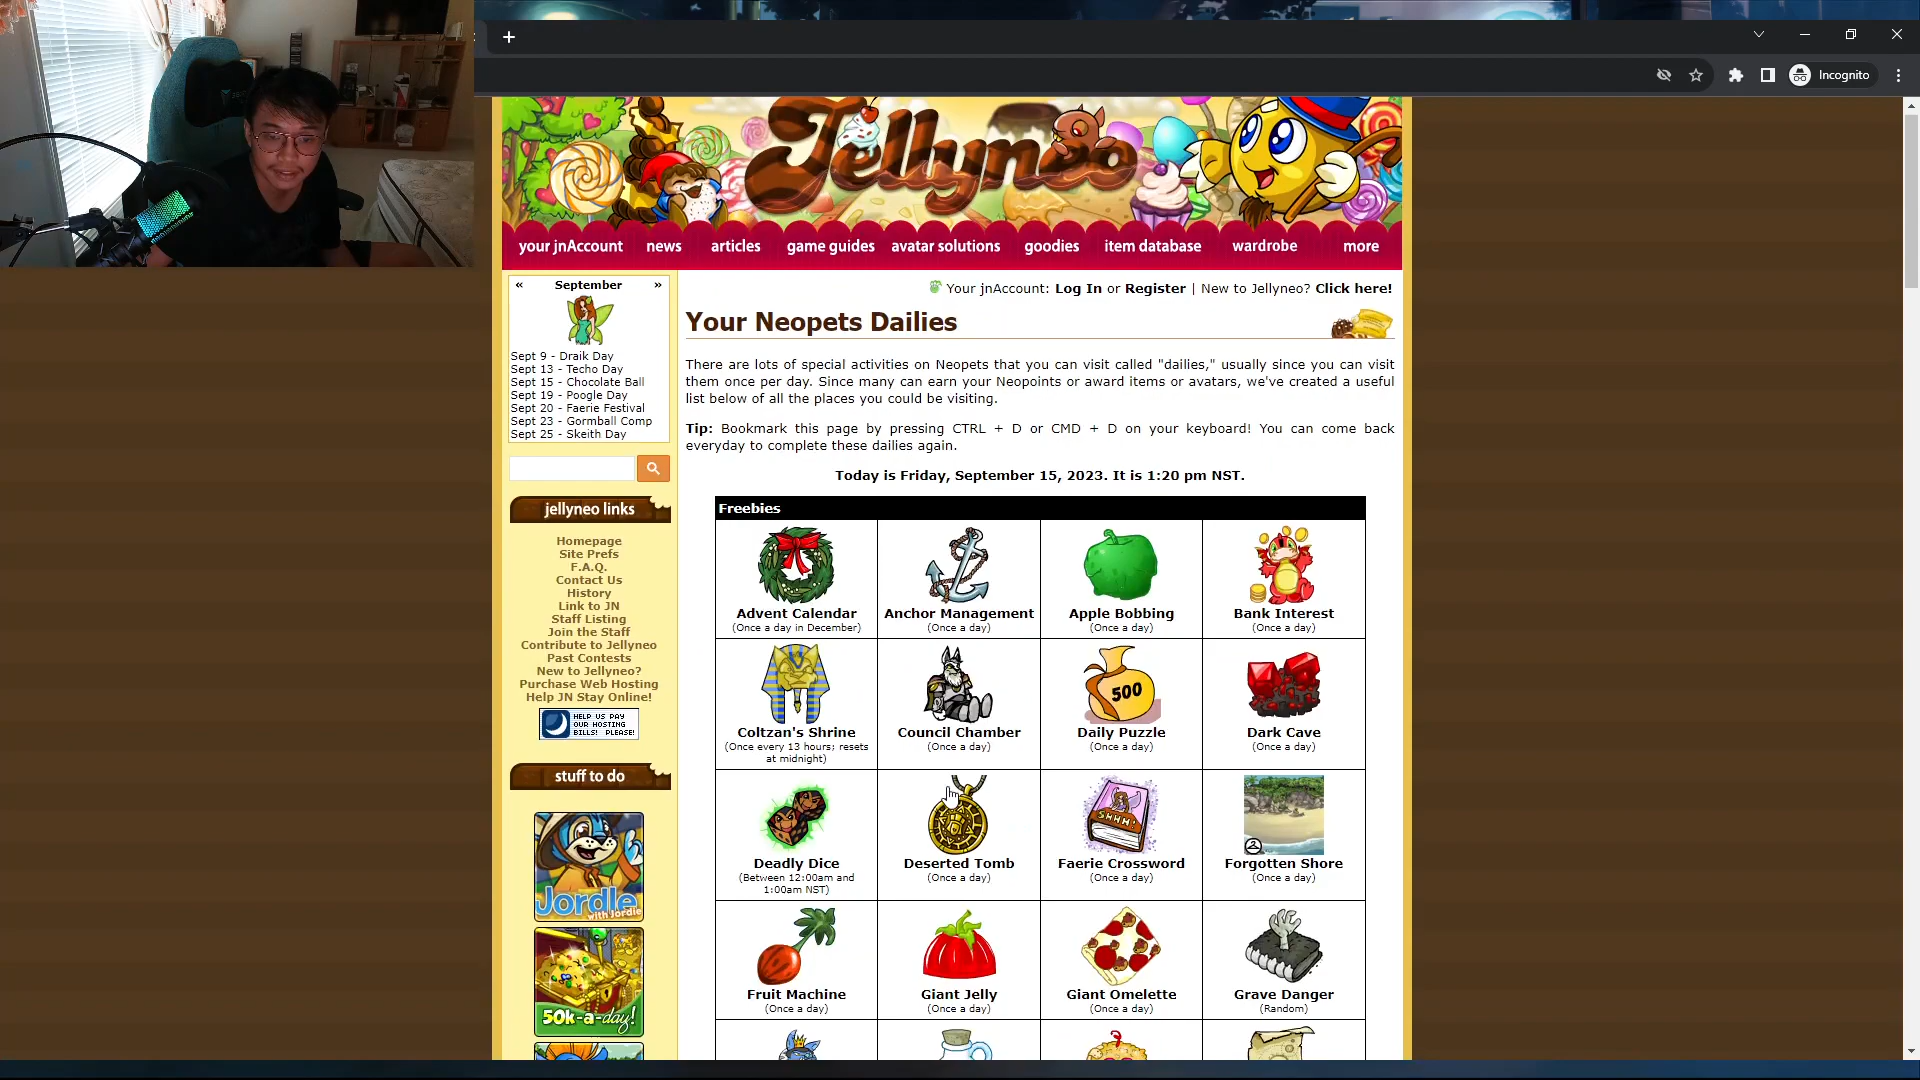 Incognito
Jellyneo
your jnAccount
news
articles
game guides
avatar solutions
goodies
item database
wardrobe
more
« September »
Sept 9 - Draik Day
Sept 13 - Techo Day
Sept 15 - Chocolate Ball
Sept 19 - Poogle Day
Sept 20 - Faerie Festival
Sept 23 - Gormball Comp
Sept 25 - Skeith Day
jellyneo links
Homepage
Site Prefs
F.A.Q.
Contact Us
History
Link to JN
Staff Listing
Join the Staff
Contribute to Jellyneo
Past Contests
New to Jellyneo?
Purchase Web Hosting
Help JN Stay Online!
HELP US PAY
OUR HOSTING
BILLS! PLEASE!
stuff to do
Jordle
with Jordie
50k-a-day!
Your jnAccount: Log In or Register | New to Jellyneo? Click here!
Your Neopets Dailies
There are lots of special activities on Neopets that you can visit called "dailies," usually since you can visit
them once per day. Since many can earn your Neopoints or award items or avatars, we've created a useful
list below of all the places you could be visiting.
Tip: Bookmark this page by pressing CTRL + D or CMD + D on your keyboard! You can come back
everyday to complete these dailies again.
Today is Friday, September 15, 2023. It is 1:20 pm NST.
Freebies
Advent Calendar
(Once a day in December)
Anchor Management
(Once a day)
Apple Bobbing
(Once a day)
Bank Interest
(Once a day)
Coltzan's Shrine
(Once every 13 hours; resets
at midnight)
Council Chamber
(Once a day)
500
Daily Puzzle
(Once a day)
Dark Cave
(Once a day)
Deadly Dice
(Between 12:00am and
1:00am NST)
Deserted Tomb
(Once a day)
SHHH!
Faerie Crossword
(Once a day)
Forgotten Shore
(Once a day)
Fruit Machine
(Once a day)
Giant Jelly
(Once a day)
Giant Omelette
(Once a day)
Grave Danger
(Random)